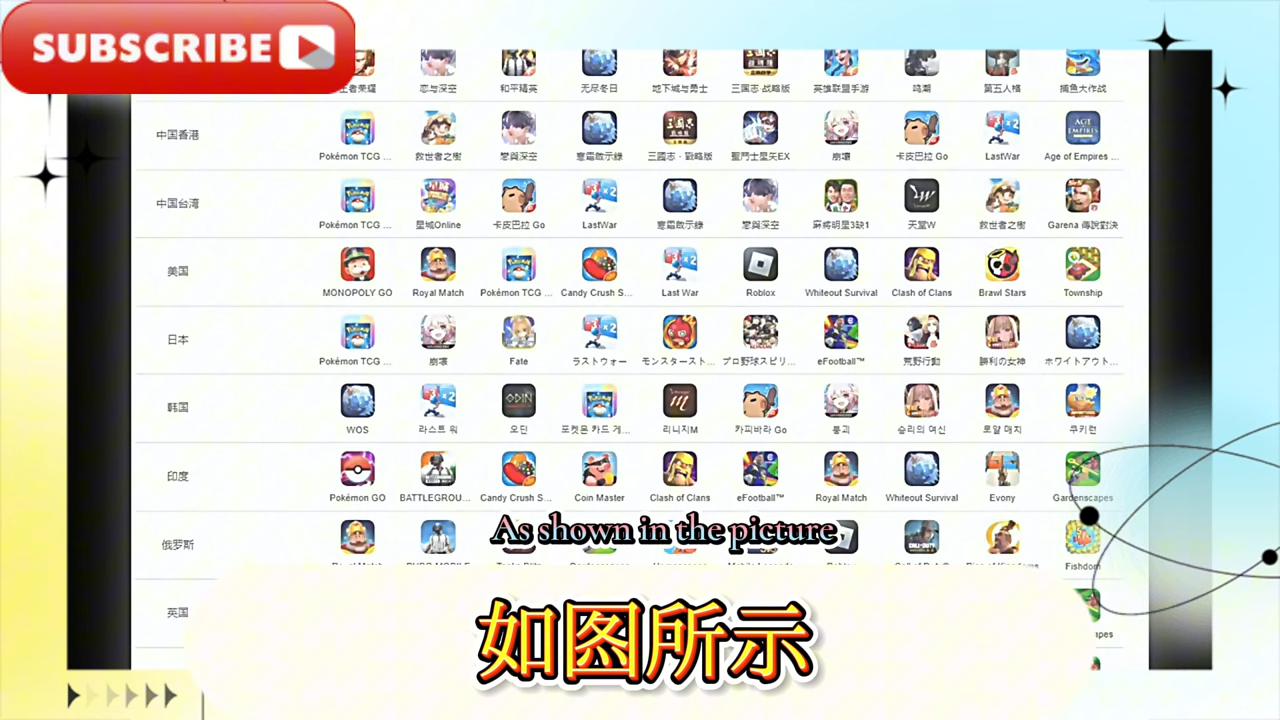 SUBSCRIBE
王者荣耀 恋与深空 和平精英 无尽冬日 地下城与勇士 三国志·战略版 英雄联盟手游 鸣潮 第五人格 捕鱼大作战
中国香港
Pokémon TCG ... 救世者之樹 戀與深空 寒霜啟示錄 三國志·戰略版 聖鬥士星矢EX 崩壞 卡皮巴拉 Go LastWar Age of Empires ...
中国台湾
Pokémon TCG ... 星城Online 卡皮巴拉 Go LastWar 寒霜啟示錄 戀與深空 麻將明星3缺1 天堂W 救世者之樹 Garena 傳說對決
美国
MONOPOLY GO Royal Match Pokémon TCG ... Candy Crush S... Last War Roblox Whiteout Survival Clash of Clans Brawl Stars Township
日本
Pokémon TCG ... 崩壊 Fate ラストウォー モンスタースト... プロ野球スピリ... eFootball™ 荒野行動 勝利の女神 ホワイトアウト...
韩国
WOS 라스트 워 오딘 포켓몬 카드 게... 리니지M 카피바라 Go 붕괴 승리의 여신 로얄 매치 쿠키런
印度
Pokémon GO BATTLEGROU... Candy Crush S... Coin Master Clash of Clans eFootball™ Royal Match Whiteout Survival Evony Gardenscapes
As shown in the picture
俄罗斯
Fishdom
英国
如图所示